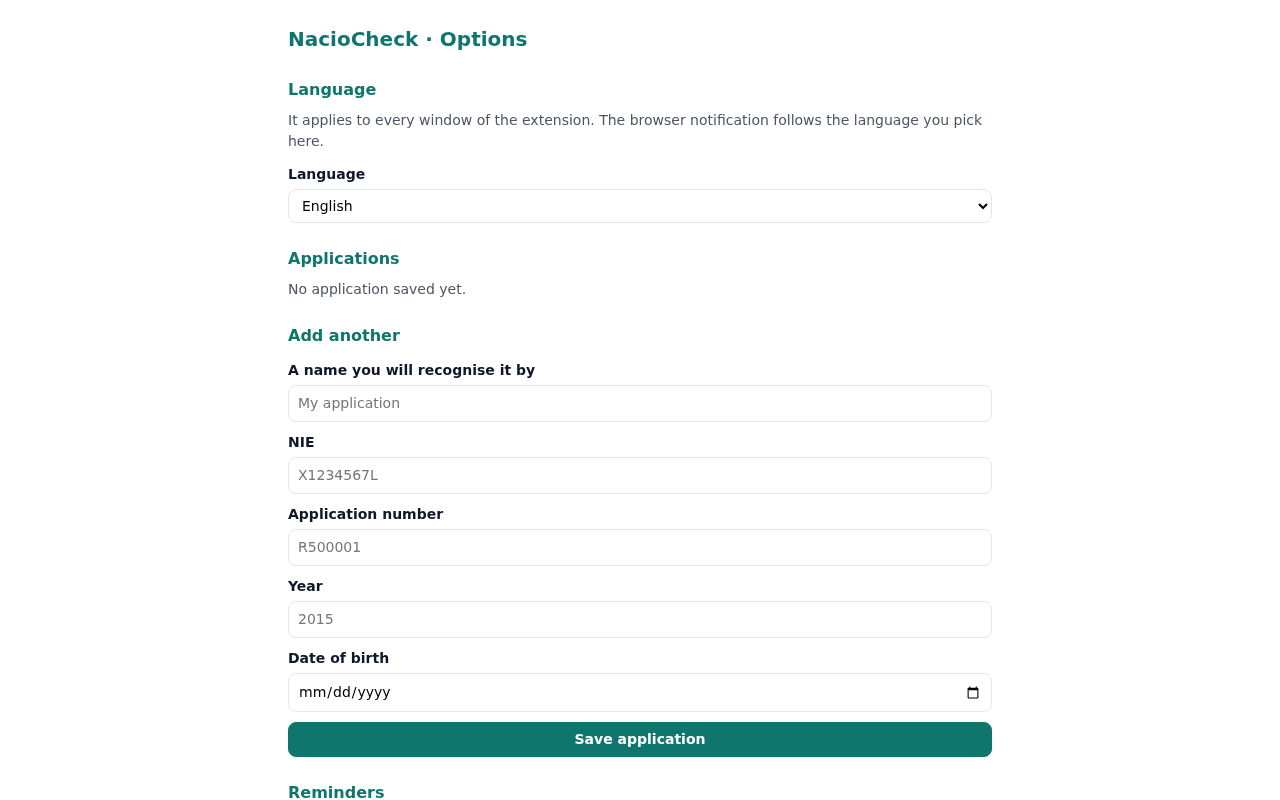 NacioCheck · Options
Language
It applies to every window of the extension. The browser notification follows the language you pick
here.
Language
English
Applications
No application saved yet.
Add another
A name you will recognise it by
My application
NIE
X1234567L
Application number
R500001
Year
2015
Date of birth
mm/dd/yyyy
Save application
Reminders